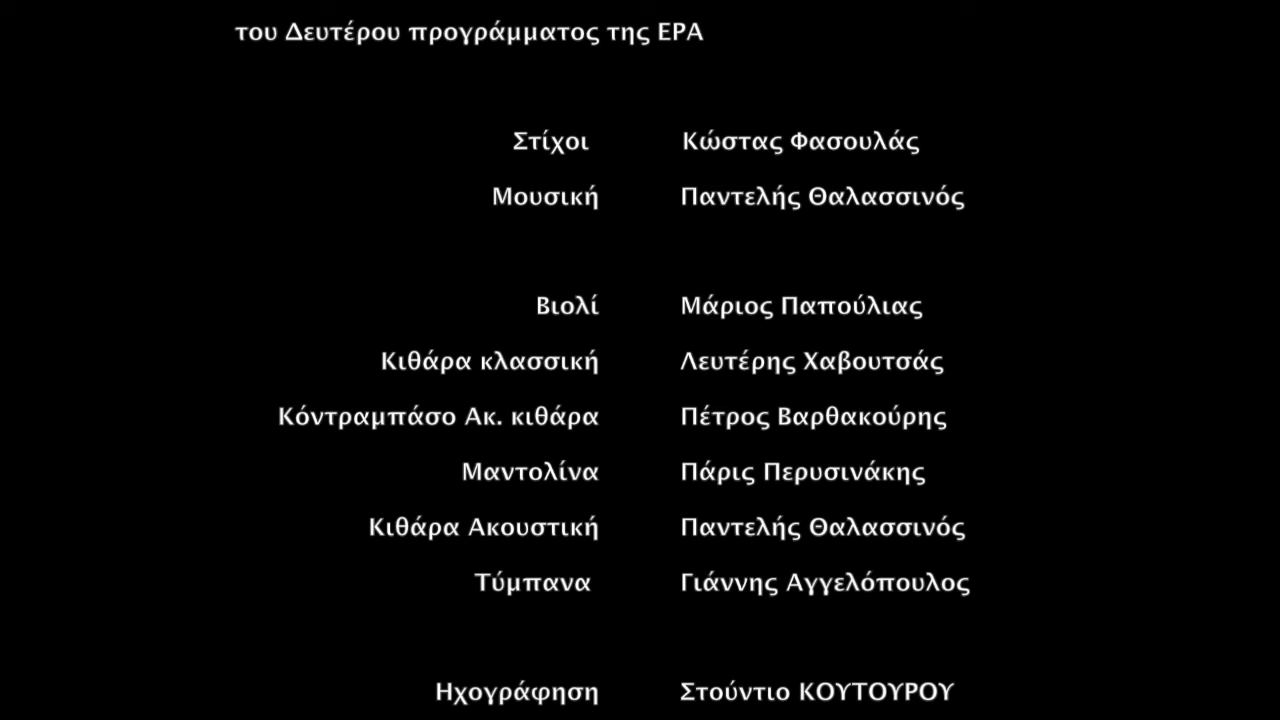 του Δευτέρου προγράμματος της ΕΡΑ
Στίχοι Κώστας Φασουλάς
Μουσική Παντελής Θαλασσινός
Βιολί Μάριος Παπούλιας
Κιθάρα κλασσική Λευτέρης Χαβουτσάς
Κόντραμπάσο Ακ. κιθάρα Πέτρος Βαρθακούρης
Μαντολίνα Πάρις Περυσινάκης
Κιθάρα Ακουστική Παντελής Θαλασσινός
Τύμπανα Γιάννης Αγγελόπουλος
Ηχογράφηση Στούντιο ΚΟΥΤΟΥΡΟΥ